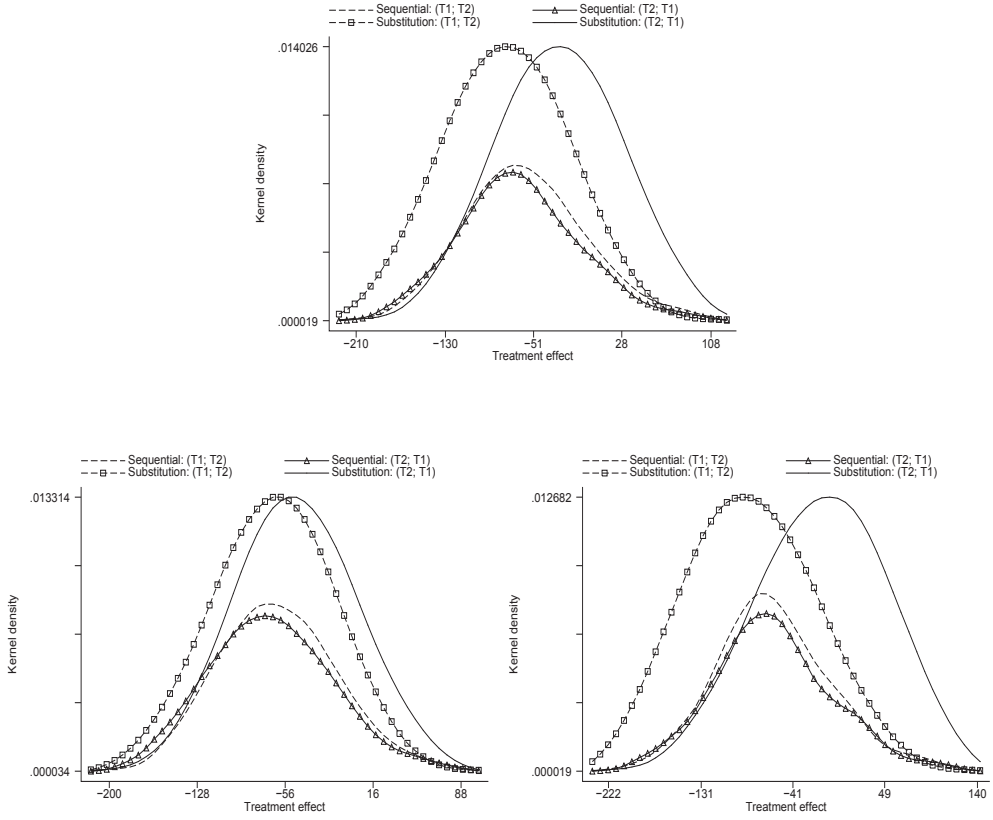 Sequential: (T1; T2) Sequential: (T2; T1)
Substitution: (T1; T2) Substitution: (T2; T1)
.014026
Kernel density
.000019
−210 −130 −51 28 108
Treatment effect
Sequential: (T1; T2) Sequential: (T2; T1)
Substitution: (T1; T2) Substitution: (T2; T1)
.013314
Kernel density
.000034
−200 −128 −56 16 88
Treatment effect
Sequential: (T1; T2) Sequential: (T2; T1)
Substitution: (T1; T2) Substitution: (T2; T1)
.012682
Kernel density
.000019
−222 −131 −41 49 140
Treatment effect